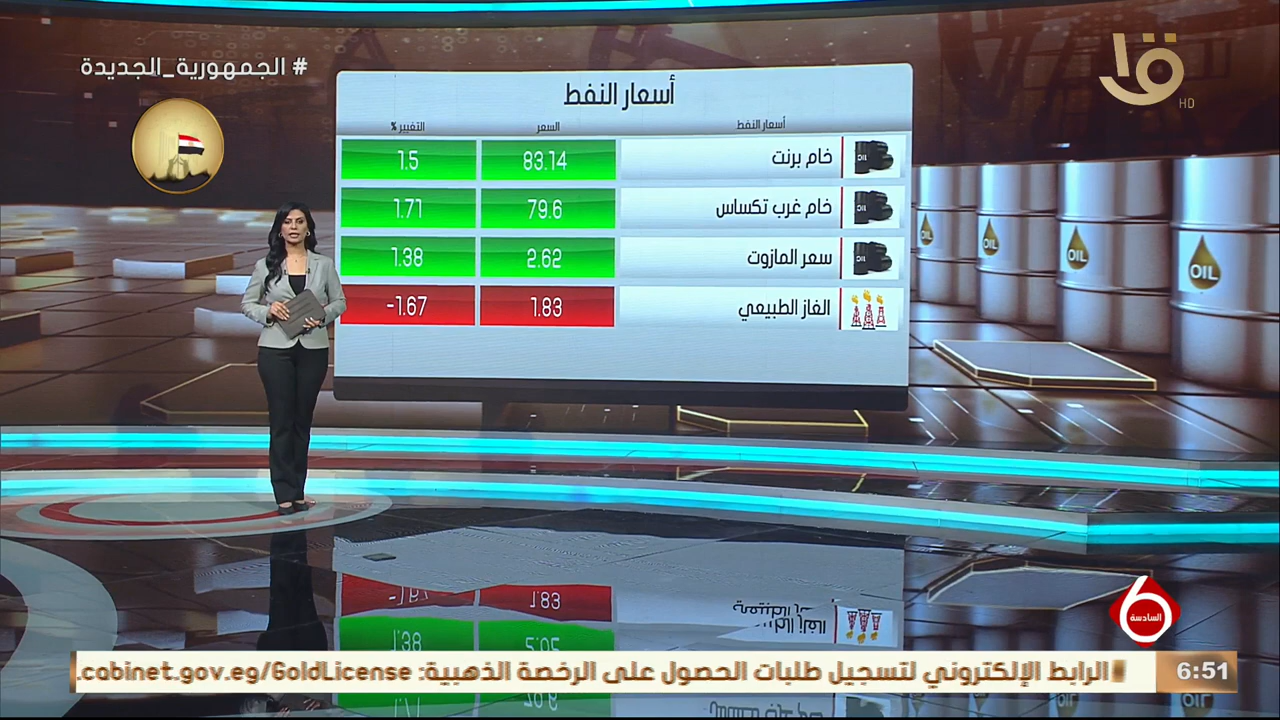 # الجمهورية_الجديدة
HD
أسعار النفط
أسعار النفط السعر التغيير %
خام برنت 83.14 1.5
خام غرب تكساس 79.6 1.71
سعر المازوت 2.62 1.38
الغاز الطبيعي 1.83 -1.67
OIL
OIL
OIL
OIL
السادسة
6:51
الرابط الإلكتروني لتسجيل طلبات الحصول على الرخصة الذهبية: cabinet.gov.eg/GoldLicense.